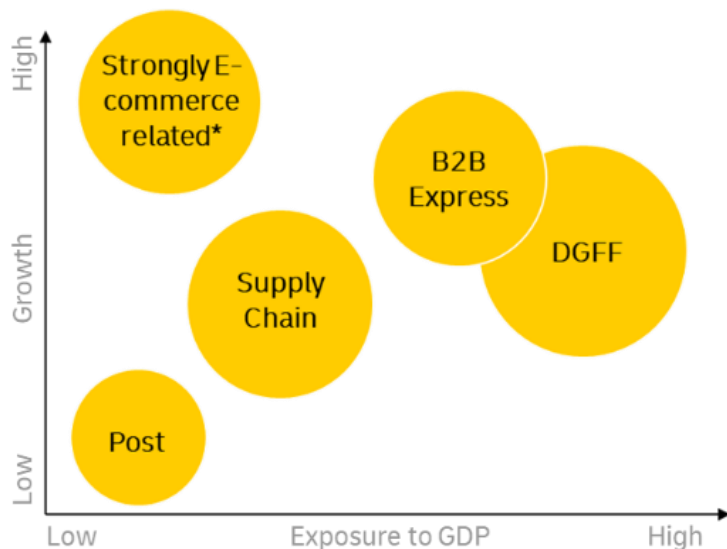 High
Strongly E-
commerce
related*
B2B
Express
DGFF
Growth
Supply
Chain
Post
Low
Low
Exposure to GDP
High